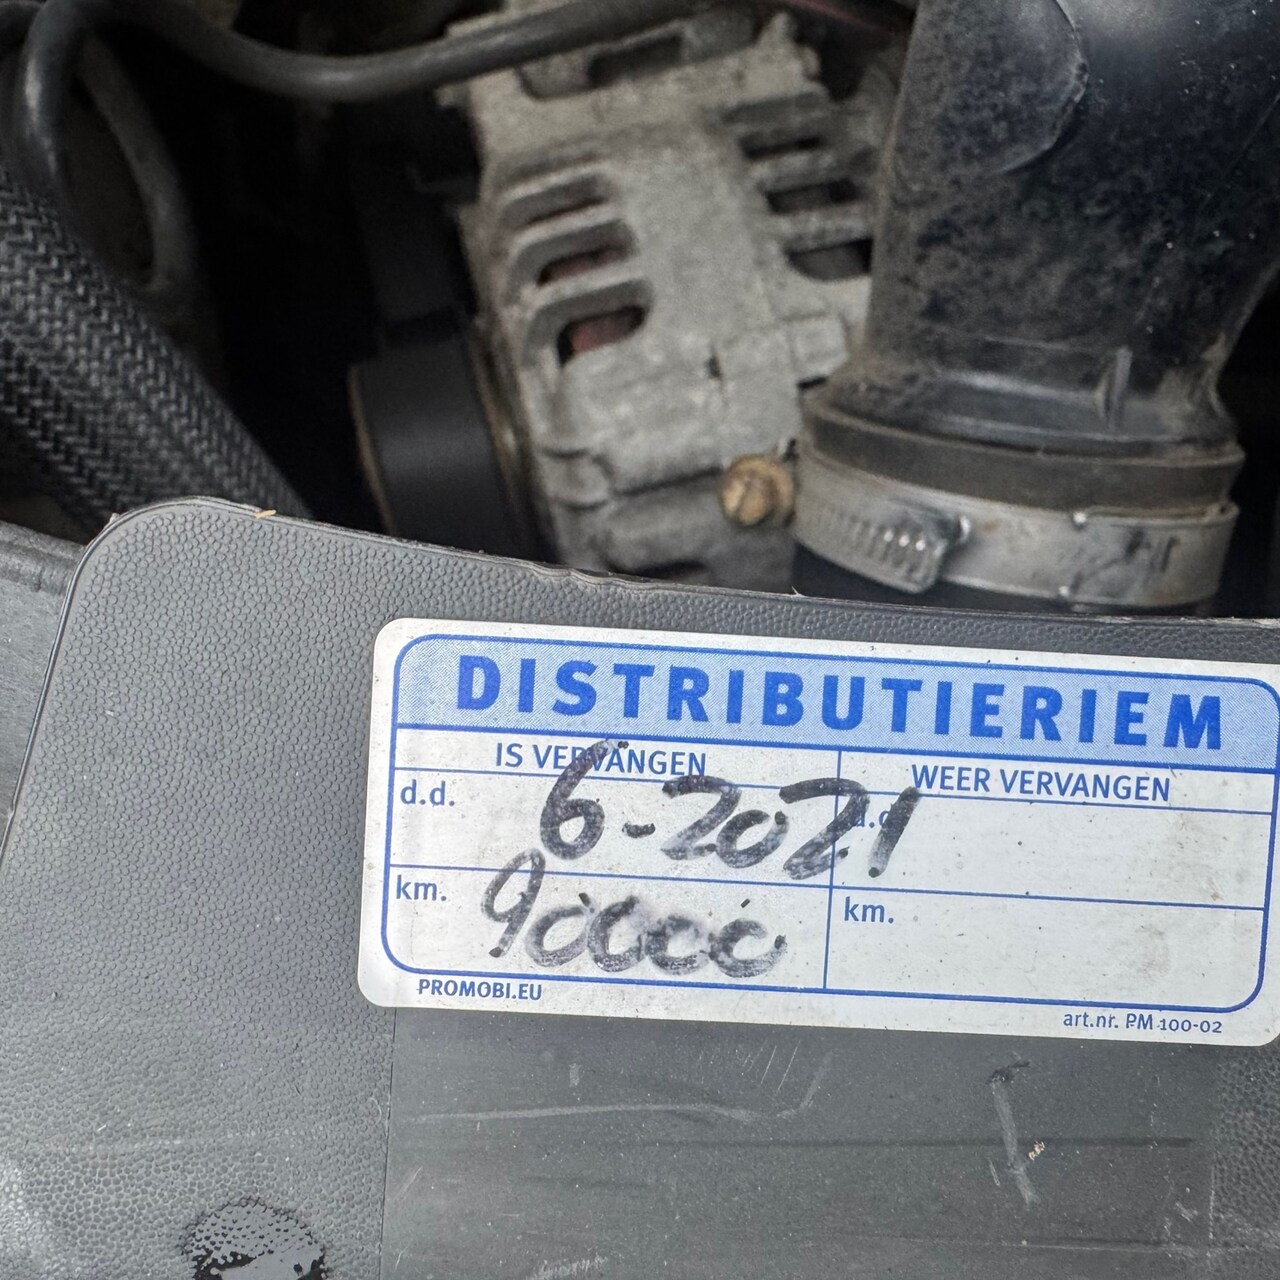 DISTRIBUTIERIEM
IS VERVANGEN
WEER VERVANGEN
d.d. 6-2021
d.d.
km. 90000
km.
PROMOBI.EU
art.nr. PM 100-02